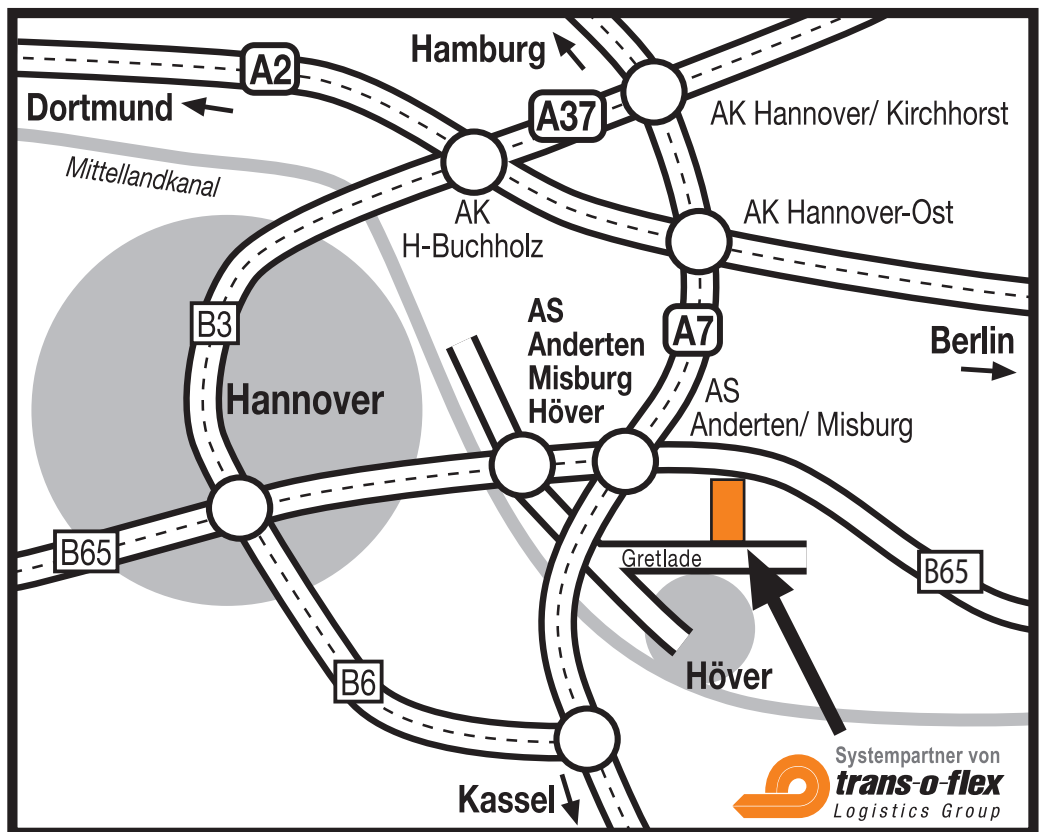 Hamburg
A2
Dortmund
A37
AK Hannover/ Kirchhorst
Mittellandkanal
AK
H-Buchholz
AK Hannover-Ost
B3
AS
Anderten
Misburg
Höver
A7
Berlin
Hannover
AS
Anderten/ Misburg
B65
Gretlade
B65
B6
Höver
Kassel
Systempartner von
trans-o-flex
Logistics Group